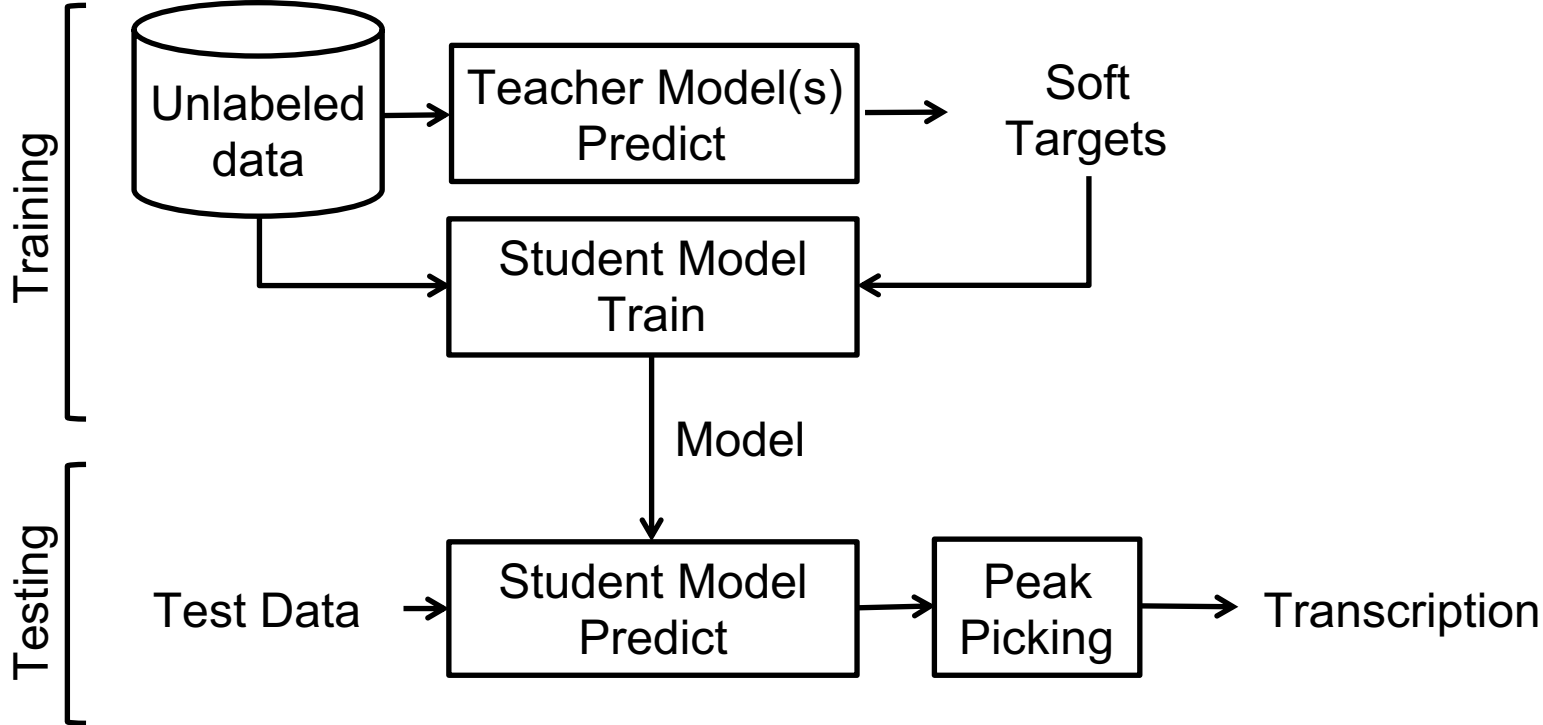 Training
Unlabeled
data
Teacher Model(s)
Predict
Soft
Targets
Student Model
Train
Model
Testing
Test Data
Student Model
Predict
Peak
Picking
Transcription